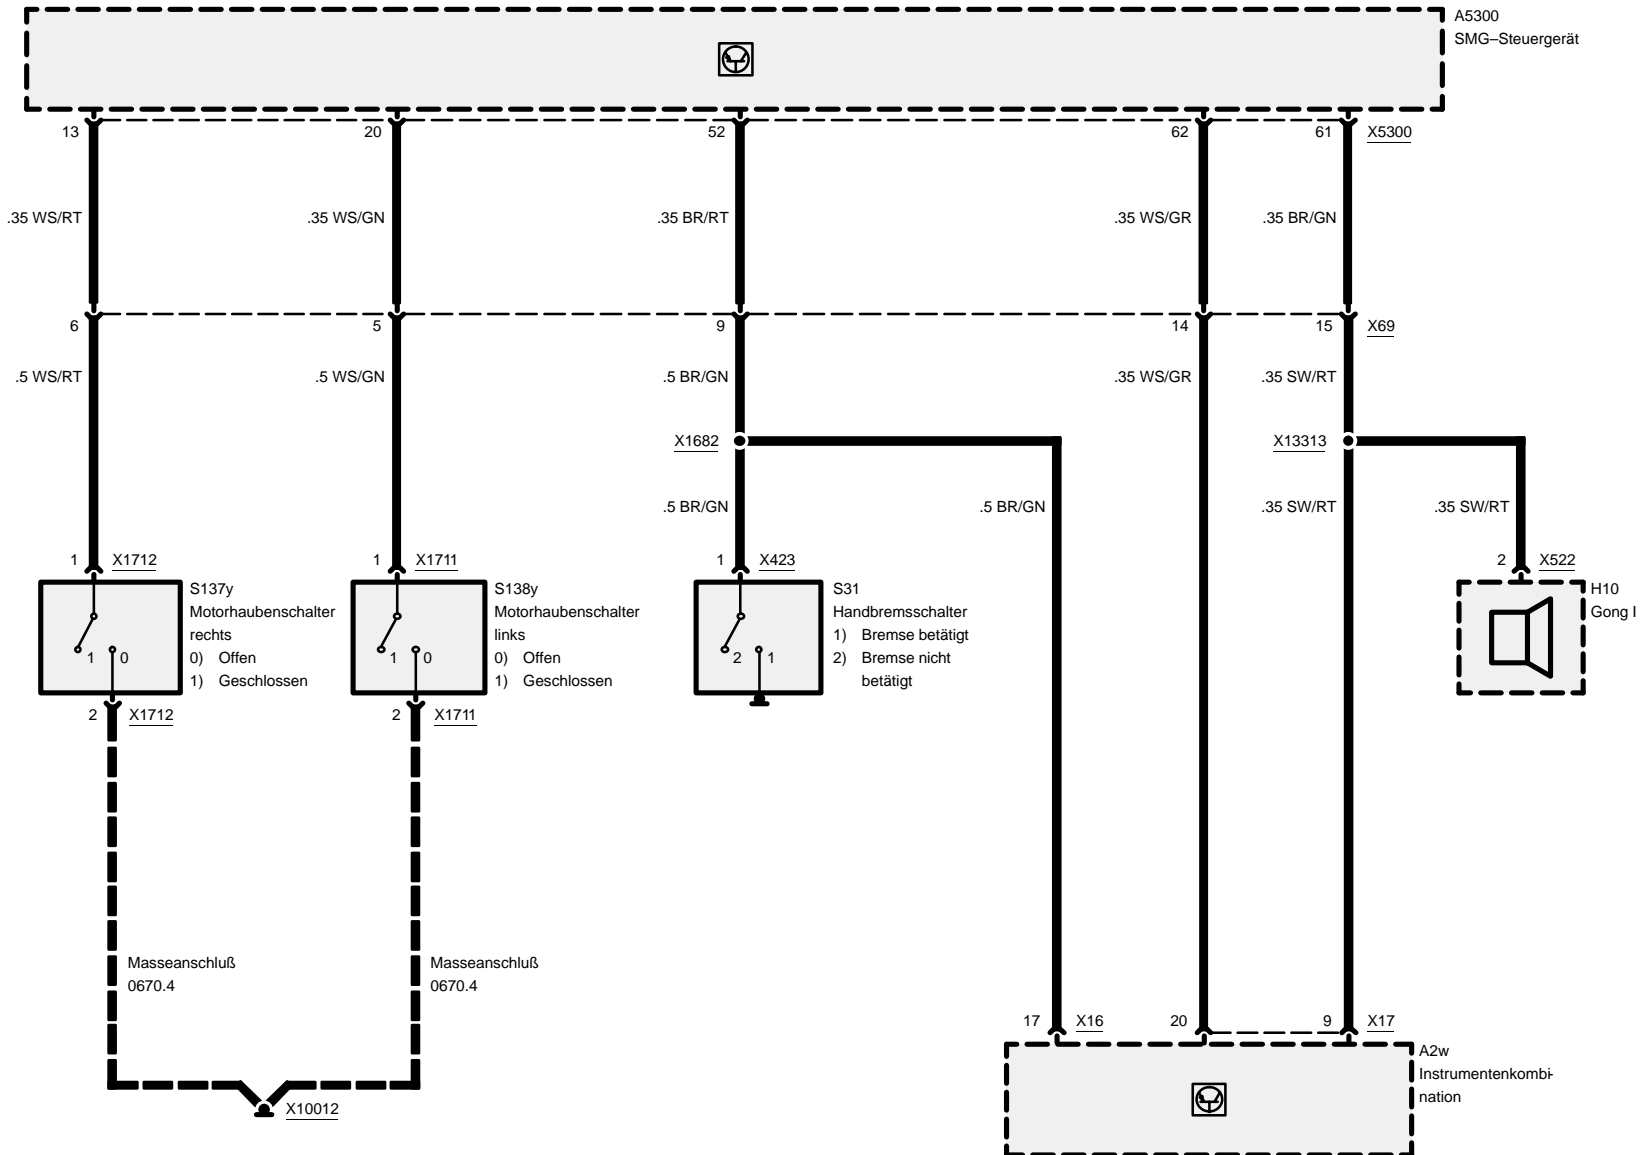 A5300
SMG–Steuergerät
13
20
52
62
61
X5300
.35 WS/RT
.35 WS/GN
.35 BR/RT
.35 WS/GR
.35 BR/GN
6
5
9
14
15
X69
.5 WS/RT
.5 WS/GN
.5 BR/GN
.35 WS/GR
.35 SW/RT
X1682
X13313
.5 BR/GN
.5 BR/GN
.35 SW/RT
.35 SW/RT
1
X1712
1
X1711
1
X423
2
X522
S137y
Motorhaubenschalter
rechts
0) Offen
1) Geschlossen
1
0
S138y
Motorhaubenschalter
links
0) Offen
1) Geschlossen
1
0
S31
Handbremsschalter
1) Bremse betätigt
2) Bremse nicht
betätigt
2
1
H10
Gong I
2
X1712
2
X1711
Masseanschluß
0670.4
Masseanschluß
0670.4
17
X16
20
9
X17
A2w
Instrumentenkombi-
nation
X10012